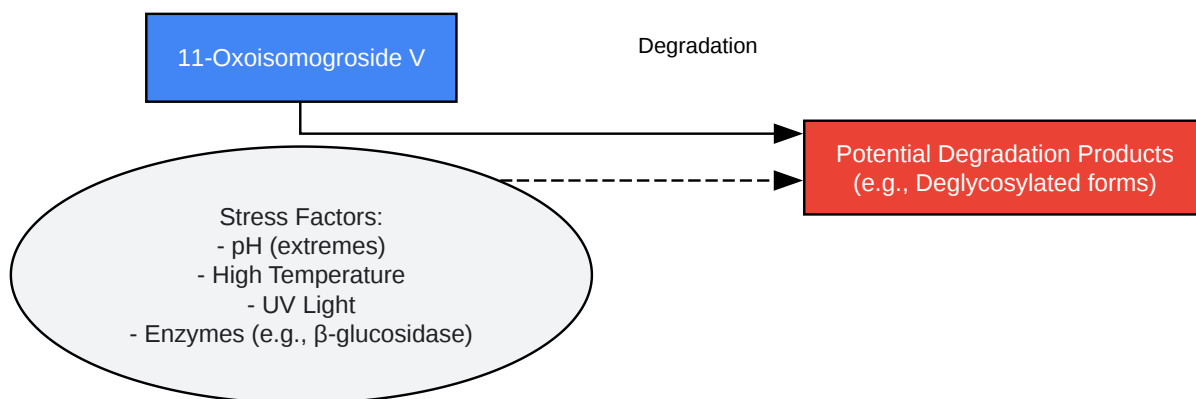 11-Oxoisomogroside V
Degradation
Potential Degradation Products
(e.g., Deglycosylated forms)
Stress Factors:
- pH (extremes)
- High Temperature
- UV Light
- Enzymes (e.g., β-glucosidase)